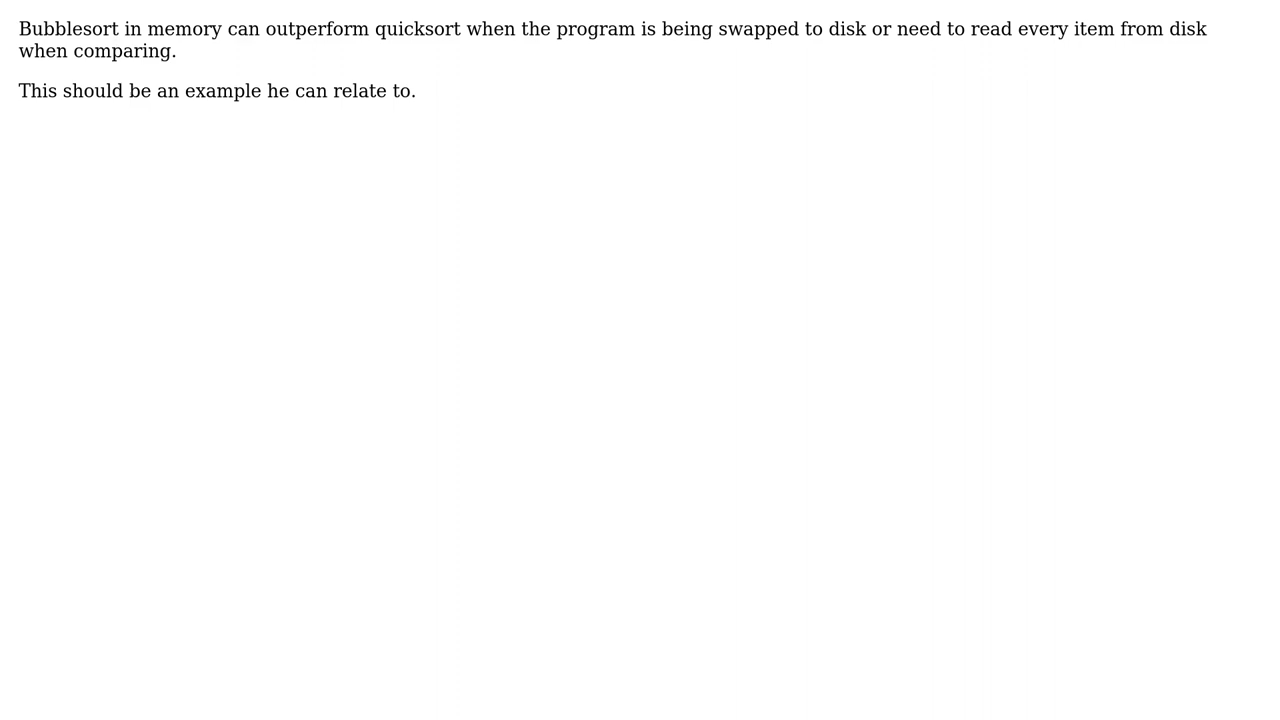 Bubblesort in memory can outperform quicksort when the program is being swapped to disk or need to read every item from disk
when comparing.
This should be an example he can relate to.